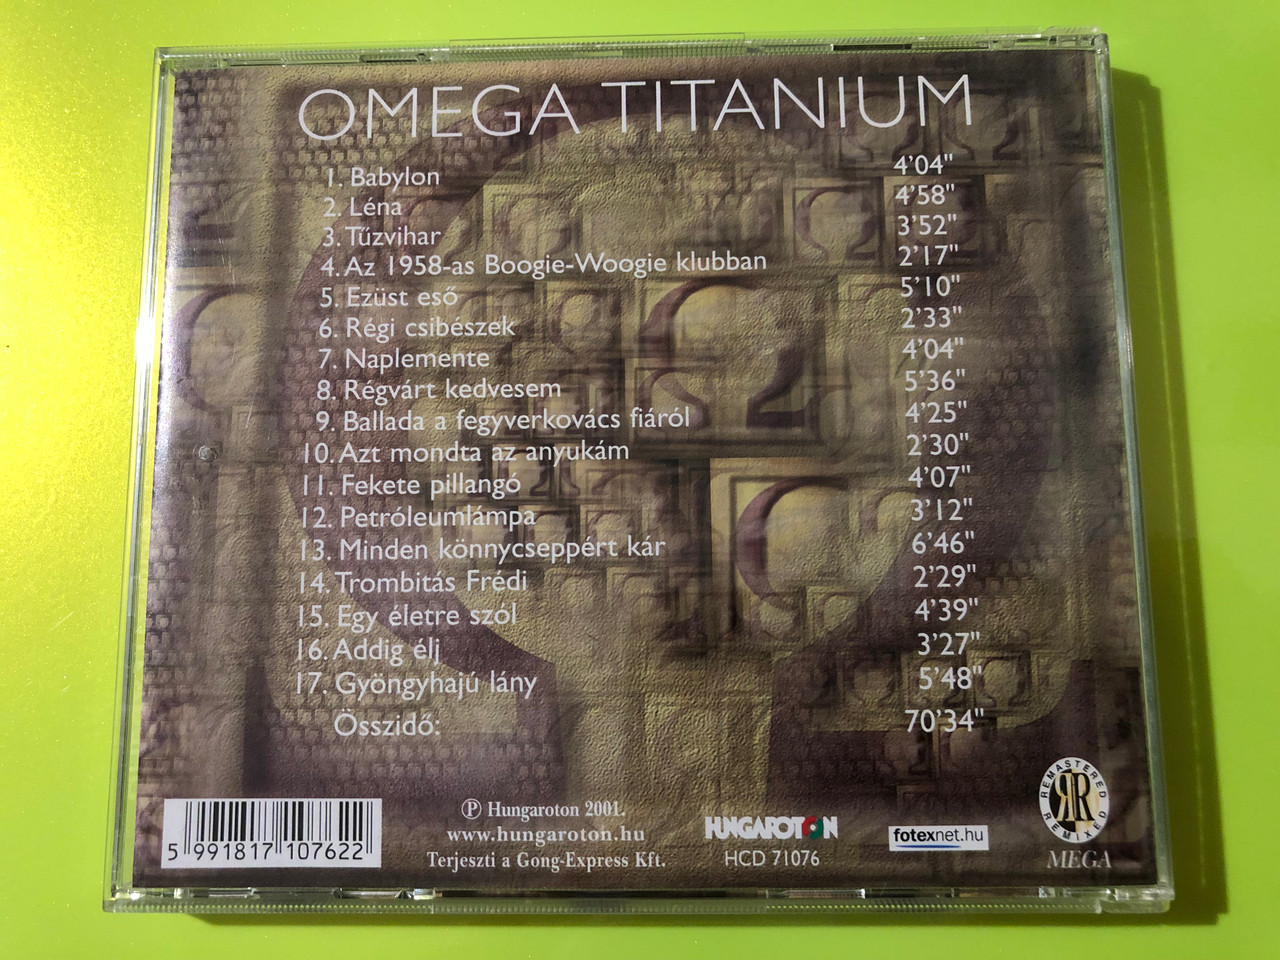 OMEGA TITANIUM
1. Babylon 4'04"
2. Léna 4'58"
3. Tűzvihar 3'52"
4. Az 1958-as Boogie-Woogie klubban 2'17"
5. Ezüst eső 5'10"
6. Régi csibészek 2'33"
7. Naplemente 4'04"
8. Régvárt kedvesem 5'36"
9. Ballada a fegyverkovács fiáról 4'25"
10. Azt mondta az anyukám 2'30"
11. Fekete pillangó 4'07"
12. Petróleumlámpa 3'12"
13. Minden könnycseppért kár 6'46"
14. Trombitás Frédi 2'29"
15. Egy életre szól 4'39"
16. Addig élj 3'27"
17. Gyöngyhajú lány 5'48"
Összidő: 70'34"
5 991817 107622
Ⓟ Hungaroton 2001.
www.hungaroton.hu
Terjeszti a Gong-Express Kft.
HUNGAROTON
HCD 71076
fotexnet.hu
REMASTERED
RR
REMIXED
MEGA